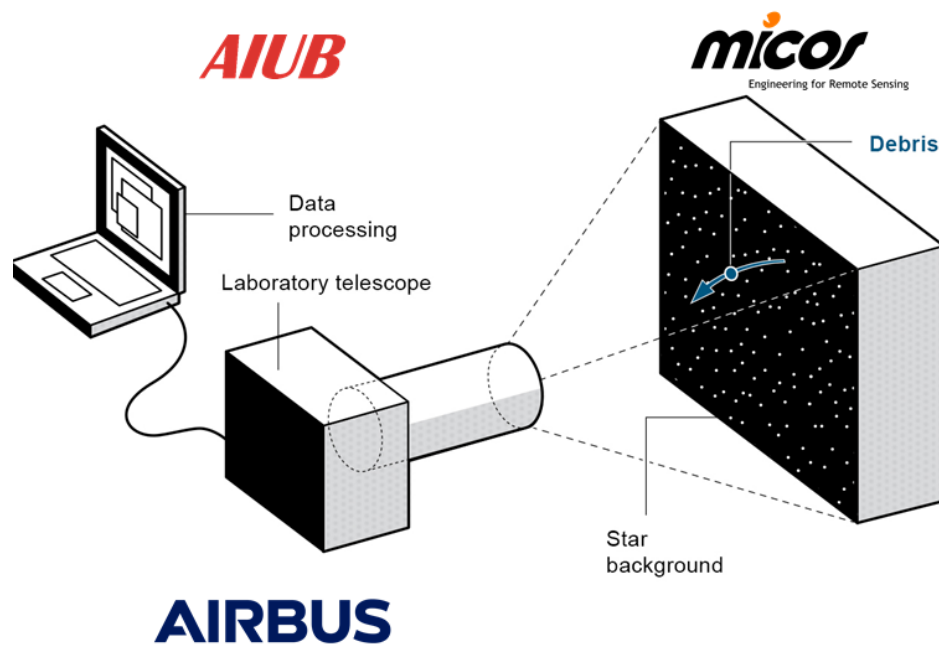 AIUB
micos
Engineering for Remote Sensing
Debris
Data
processing
Laboratory telescope
Star
background
AIRBUS